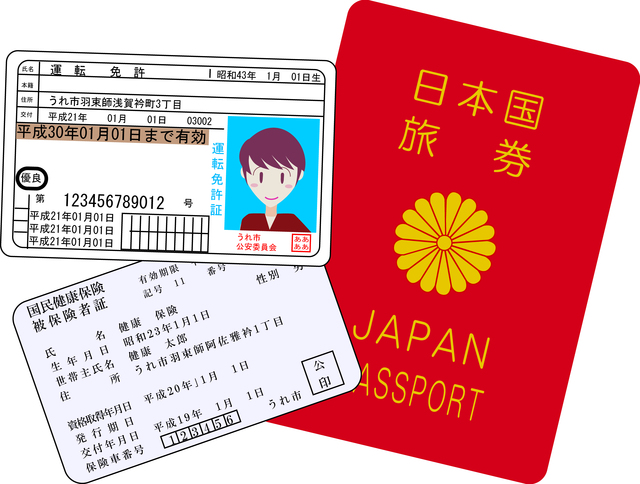 氏名 運転 免許 昭和43年 1月 01日生
本籍
住所 うれ市羽束師浅賀衿町3丁目
交付 平成21年 01月 01日 03002
平成30年01月01日まで有効
優良
第 123456789012 号
平成21年01月01日
平成21年01月01日
平成21年01月01日
運転免許証
うれ市
公安委員会
ああ
ああ
国民健康保険
被保険者証
有効期限
記号 11 番号
性別
氏名 健康 保険
生年月日 昭和23年1月1日
世帯主氏名 健康 太郎
住所 うれ市羽束師阿佐雅衿1丁目
資格取得年月日 平成20年 1月 1日
発行期日
交付年月日 平成19年 1月 1日
保険車番号 123456 うれ市
公
印
日本国
旅券
JAPAN
ASSPORT